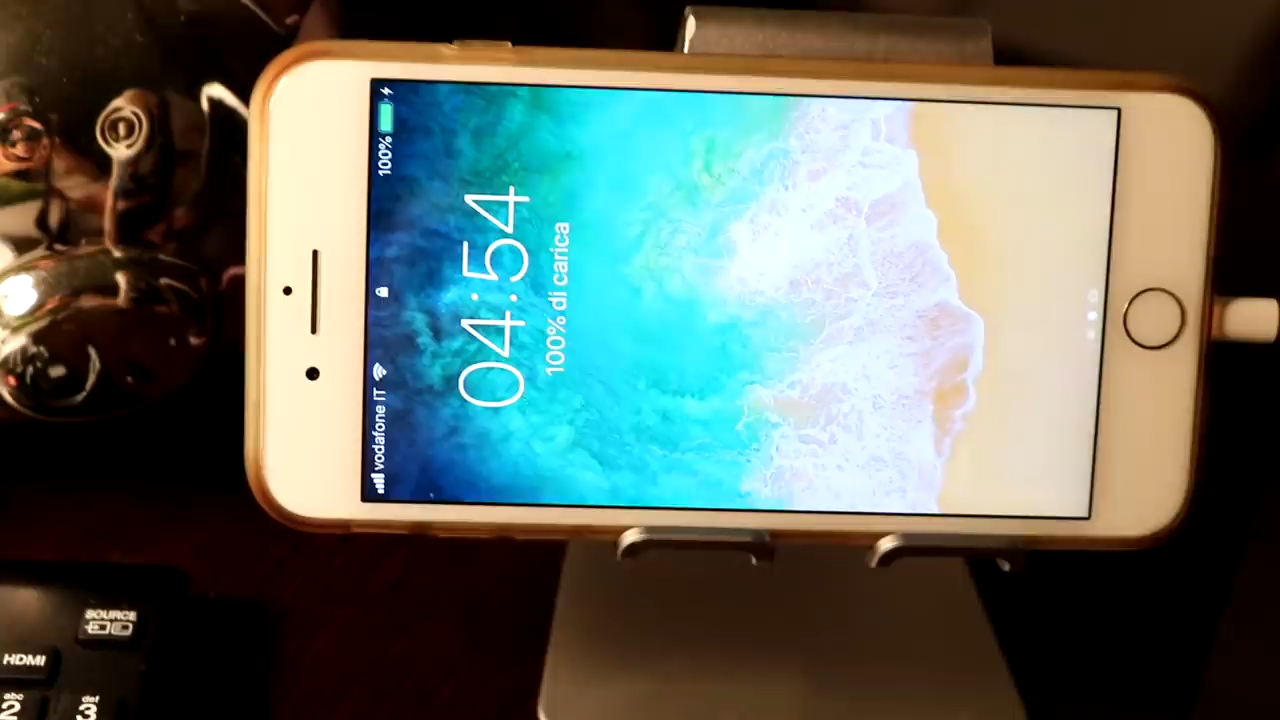 vodafone IT
100%
04:54
100% di carica
SOURCE
HDMI
abc
def
2
3